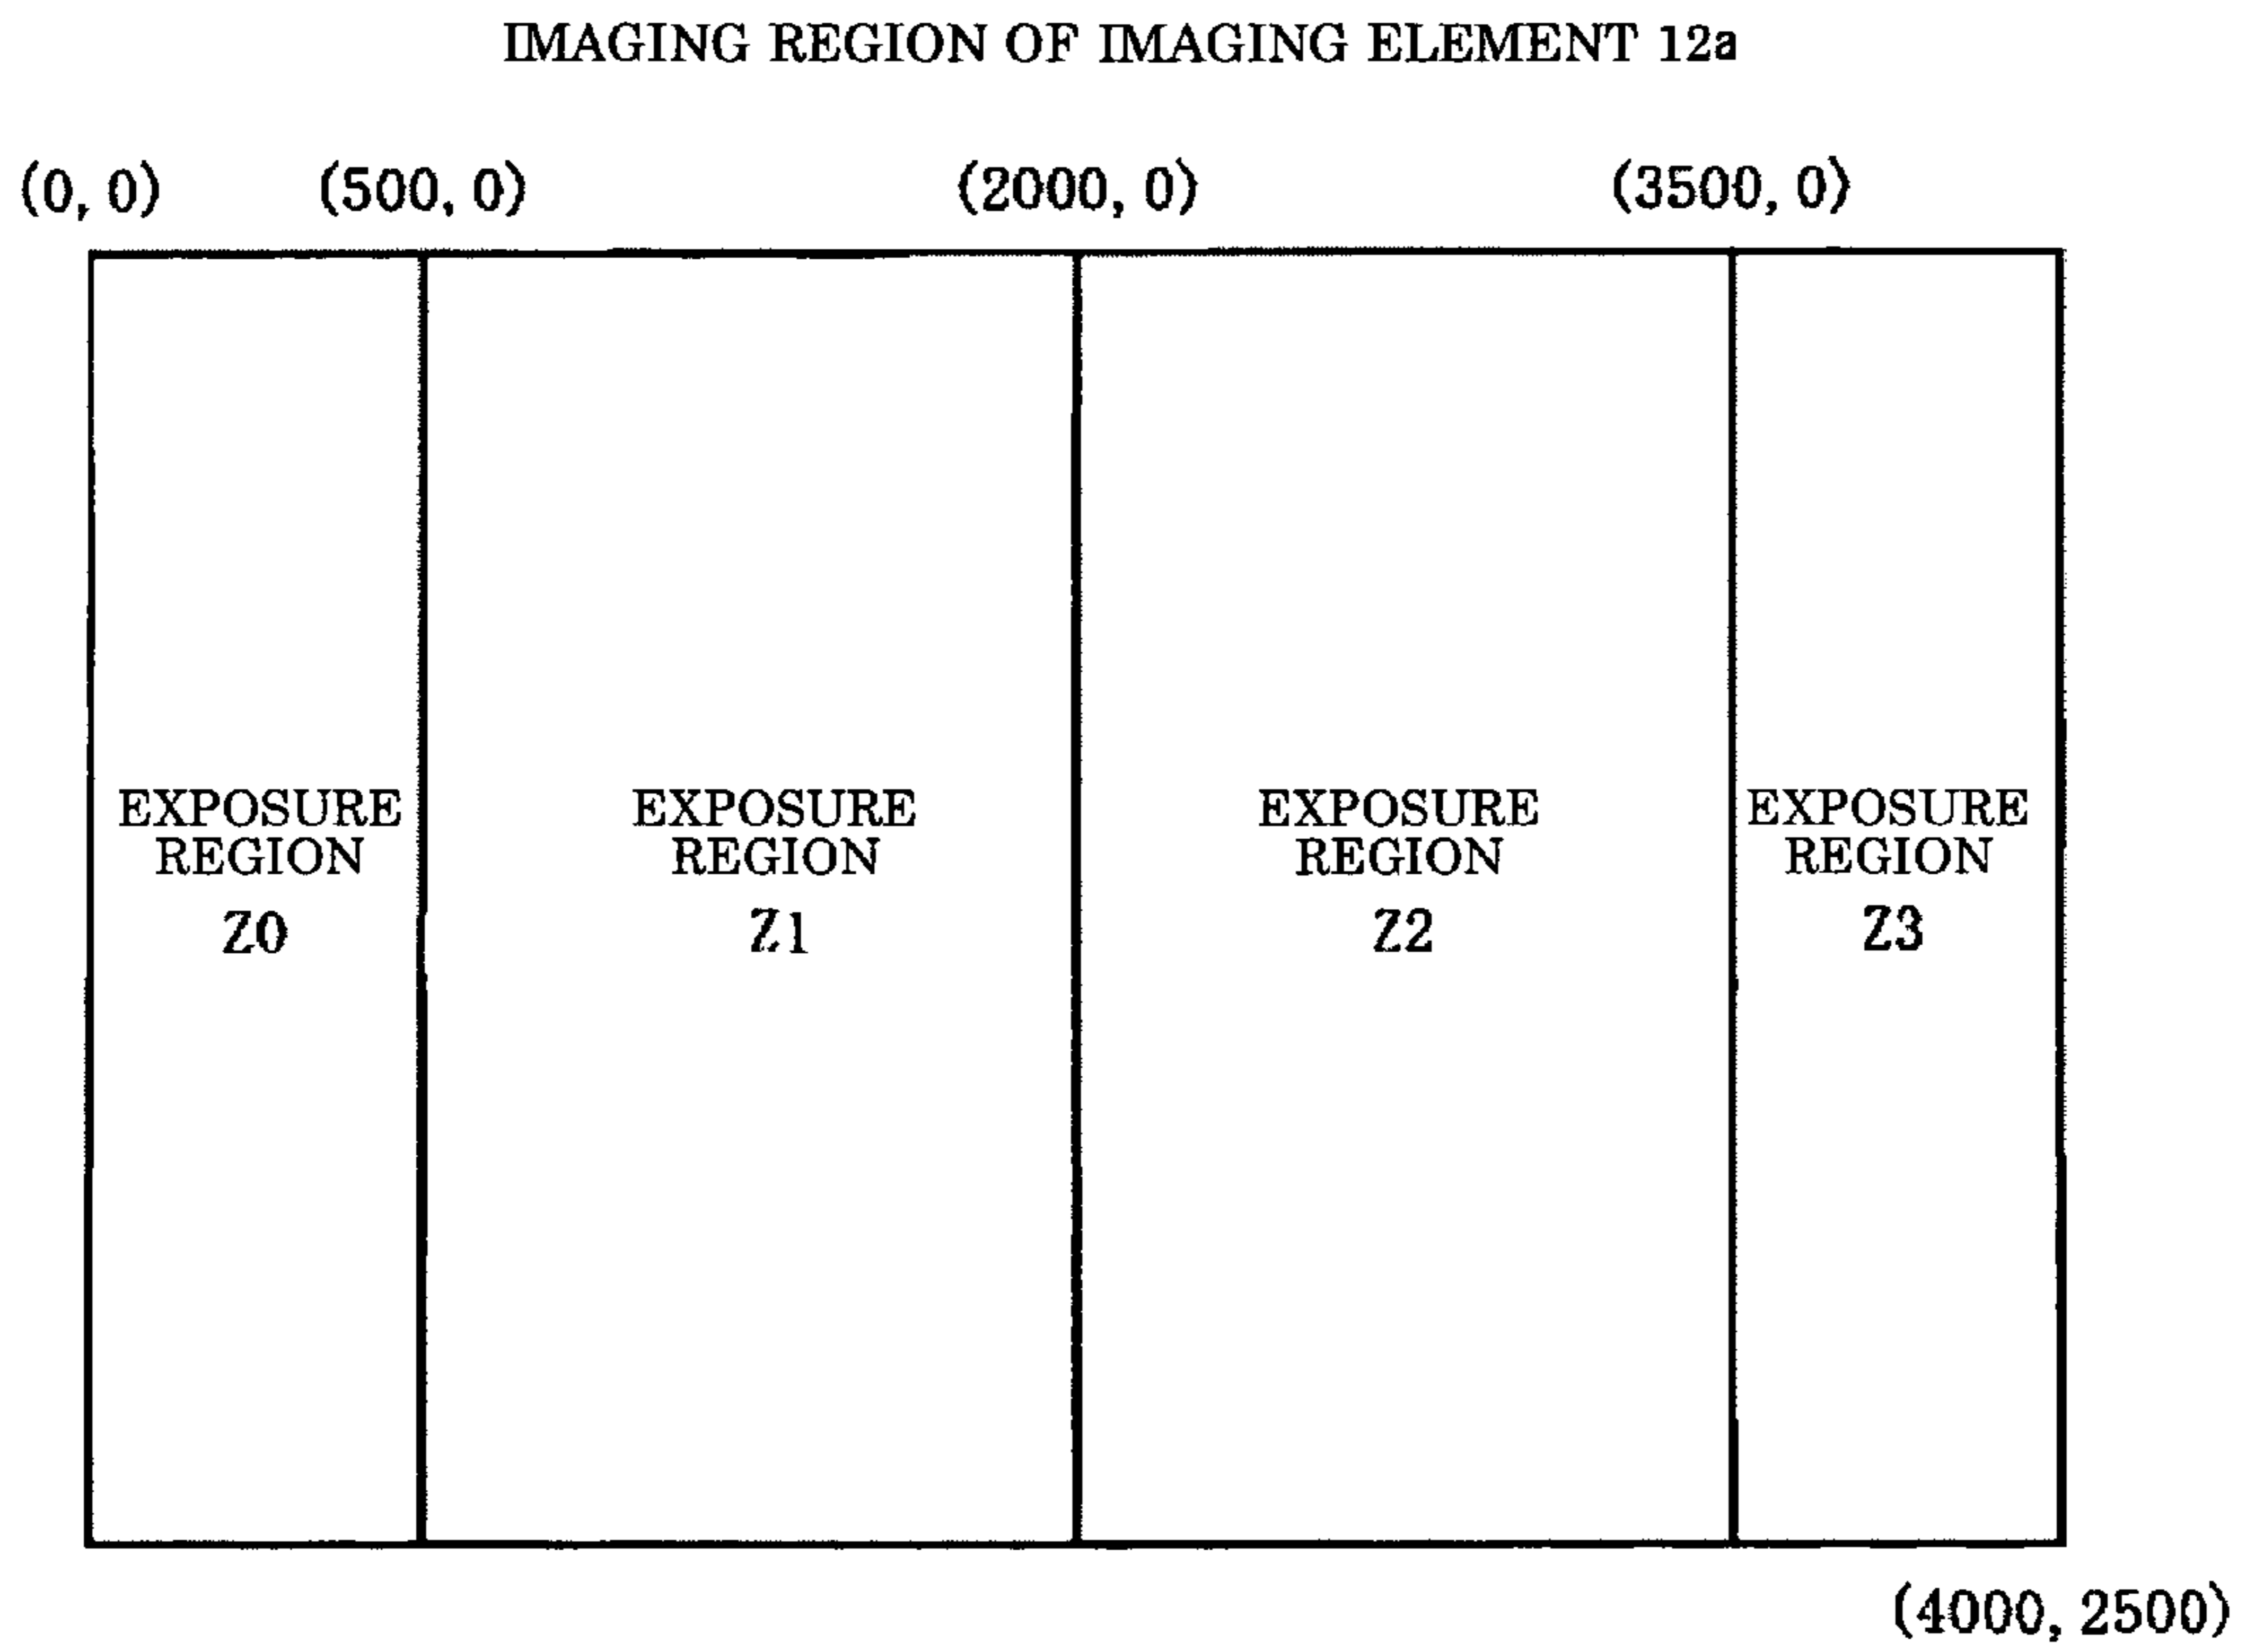 IMAGING REGION OF IMAGING ELEMENT 12a
(0, 0)
(500, 0)
(2000, 0)
(3500, 0)
EXPOSURE
REGION
Z0
EXPOSURE
REGION
Z1
EXPOSURE
REGION
Z2
EXPOSURE
REGION
Z3
(4000, 2500)